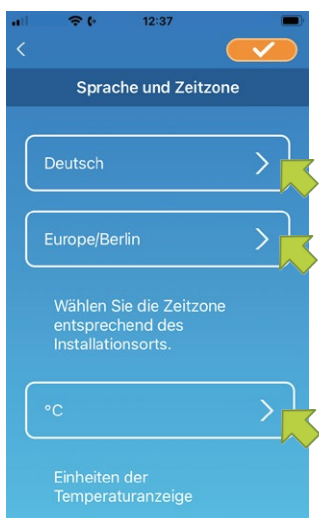 12:37
Sprache und Zeitzone
Deutsch
Europe/Berlin
Wählen Sie die Zeitzone
entsprechend des
Installationsorts.
°C
Einheiten der
Temperaturanzeige